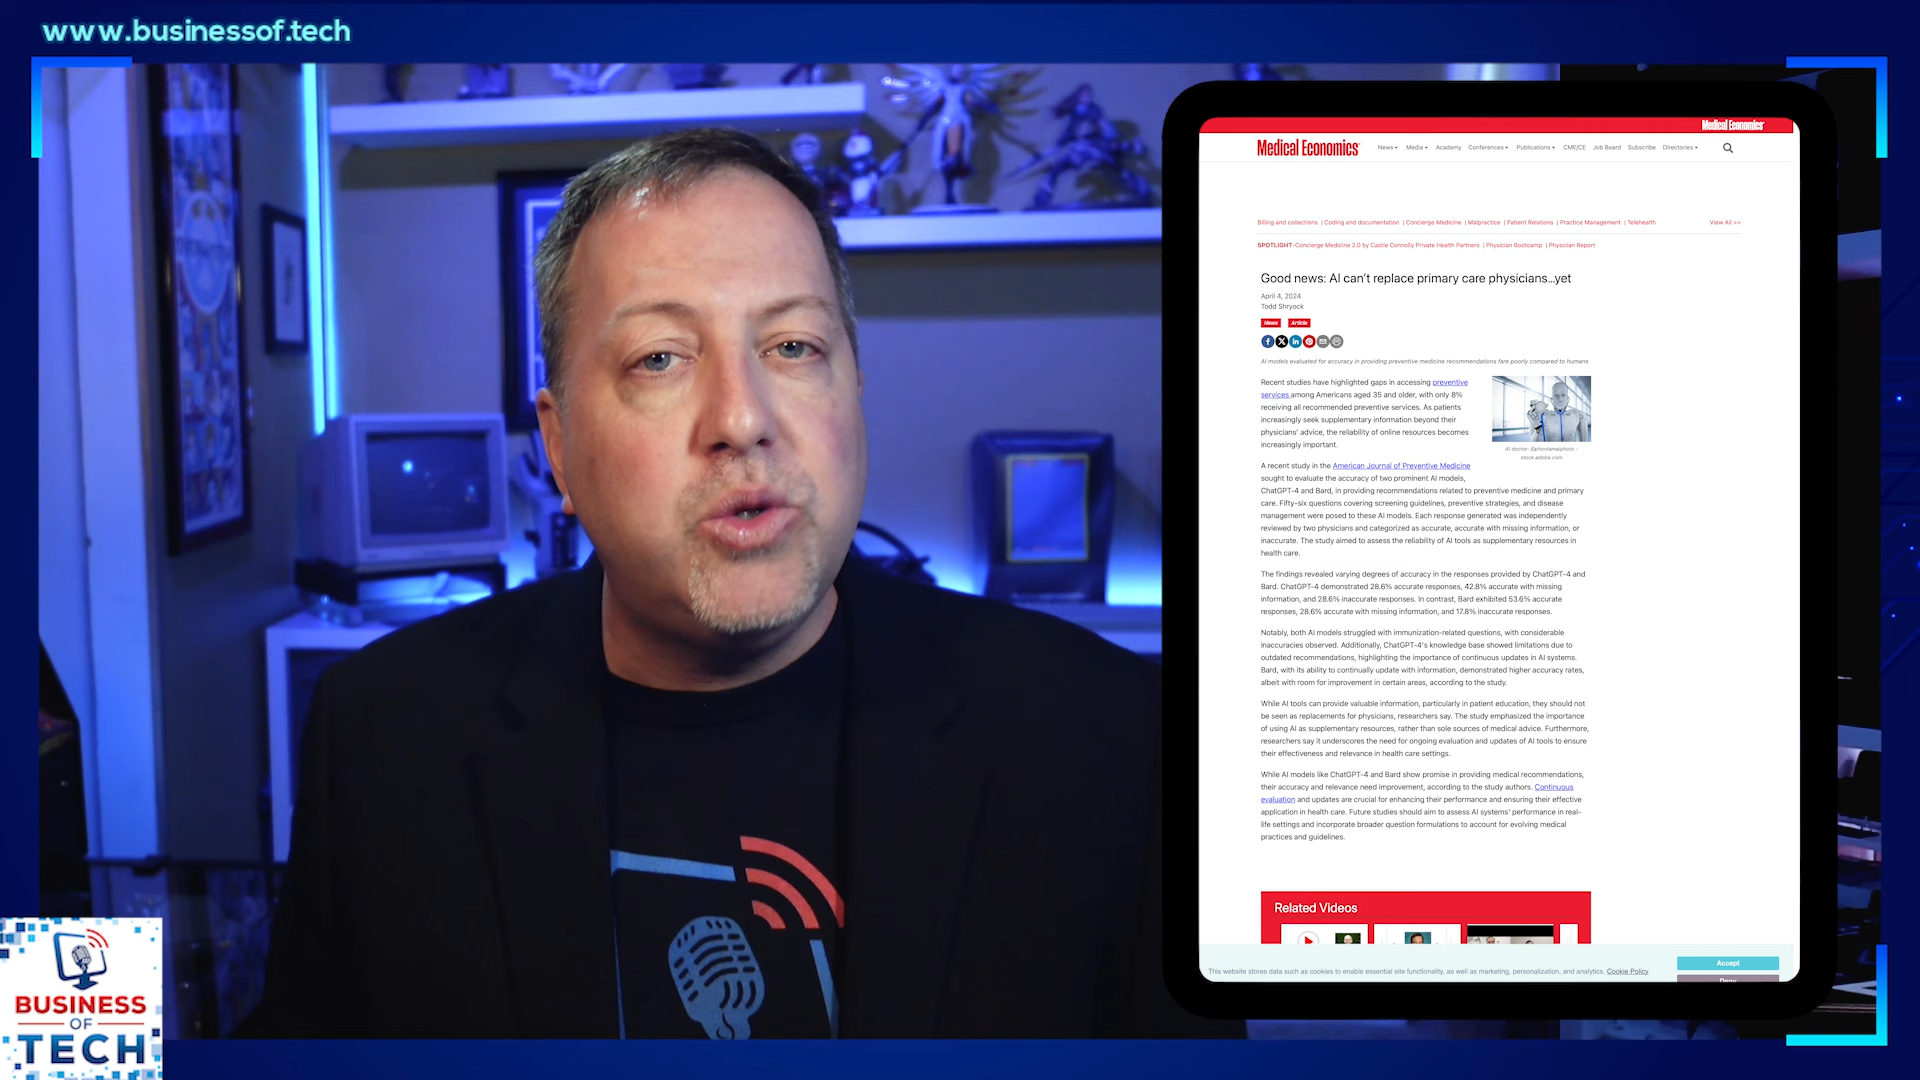 www.businessof.tech
Medical Economics
Medical Economics
News Media Academy Conferences Publications CME/CE Job Board Subscribe Directories
Billing and collections | Coding and documentation | Concierge Medicine | Malpractice | Patient Relations | Practice Management | Telehealth View All >>
SPOTLIGHT-Concierge Medicine 2.0 by Castle Connolly Private Health Partners | Physician Bootcamp | Physician Report
Good news: AI can't replace primary care physicians...yet
April 4, 2024
Todd Shryock
News Article
AI models evaluated for accuracy in providing preventive medicine recommendations fare poorly compared to humans
Recent studies have highlighted gaps in accessing preventive
services among Americans aged 35 and older, with only 8%
receiving all recommended preventive services. As patients
increasingly seek supplementary information beyond their
physicians' advice, the reliability of online resources becomes
increasingly important.
AI doctor: ©phonlamaiphoto -
stock.adobe.com
A recent study in the American Journal of Preventive Medicine
sought to evaluate the accuracy of two prominent AI models,
ChatGPT-4 and Bard, in providing recommendations related to preventive medicine and primary
care. Fifty-six questions covering screening guidelines, preventive strategies, and disease
management were posed to these AI models. Each response generated was independently
reviewed by two physicians and categorized as accurate, accurate with missing information, or
inaccurate. The study aimed to assess the reliability of AI tools as supplementary resources in
health care.
The findings revealed varying degrees of accuracy in the responses provided by ChatGPT-4 and
Bard. ChatGPT-4 demonstrated 28.6% accurate responses, 42.8% accurate with missing
information, and 28.6% inaccurate responses. In contrast, Bard exhibited 53.6% accurate
responses, 28.6% accurate with missing information, and 17.8% inaccurate responses.
Notably, both AI models struggled with immunization-related questions, with considerable
inaccuracies observed. Additionally, ChatGPT-4's knowledge base showed limitations due to
outdated recommendations, highlighting the importance of continuous updates in AI systems.
Bard, with its ability to continually update with information, demonstrated higher accuracy rates,
albeit with room for improvement in certain areas, according to the study.
While AI tools can provide valuable information, particularly in patient education, they should not
be seen as replacements for physicians, researchers say. The study emphasized the importance
of using AI as supplementary resources, rather than sole sources of medical advice. Furthermore,
researchers say it underscores the need for ongoing evaluation and updates of AI tools to ensure
their effectiveness and relevance in health care settings.
While AI models like ChatGPT-4 and Bard show promise in providing medical recommendations,
their accuracy and relevance need improvement, according to the study authors. Continuous
evaluation and updates are crucial for enhancing their performance and ensuring their effective
application in health care. Future studies should aim to assess AI systems' performance in real-
life settings and incorporate broader question formulations to account for evolving medical
practices and guidelines.
Related Videos
This website stores data such as cookies to enable essential site functionality, as well as marketing, personalization, and analytics. Cookie Policy
Accept
Deny
BUSINESS
OF
TECH